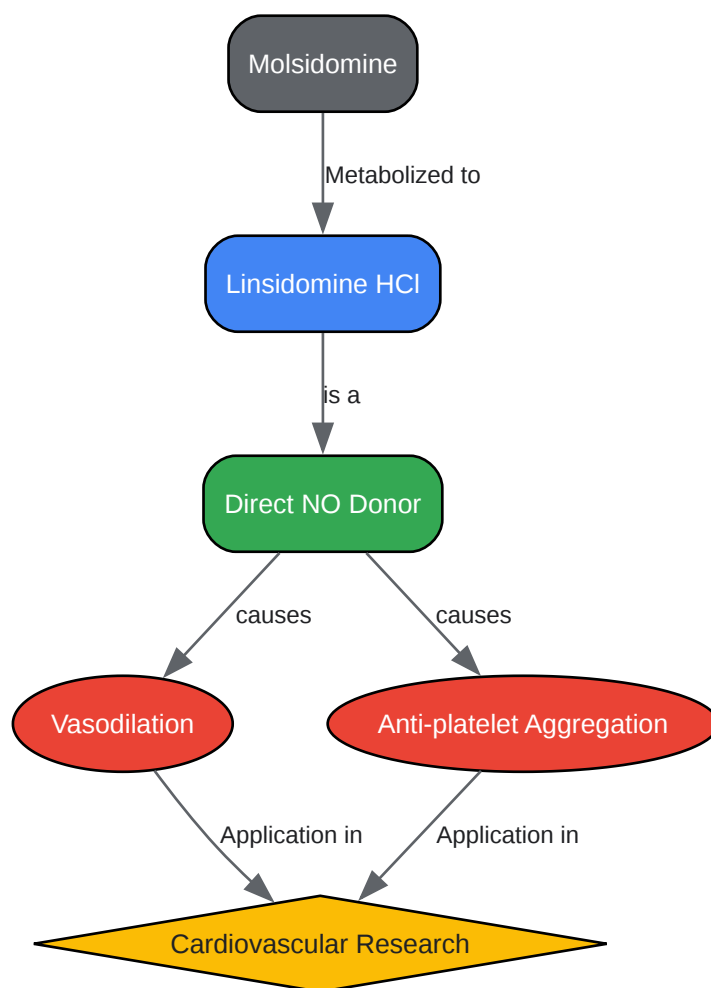 Molsidomine
Metabolized to
Linsidomine HCl
is a
Direct NO Donor
causes
causes
Vasodilation
Anti-platelet Aggregation
Application in
Application in
Cardiovascular Research